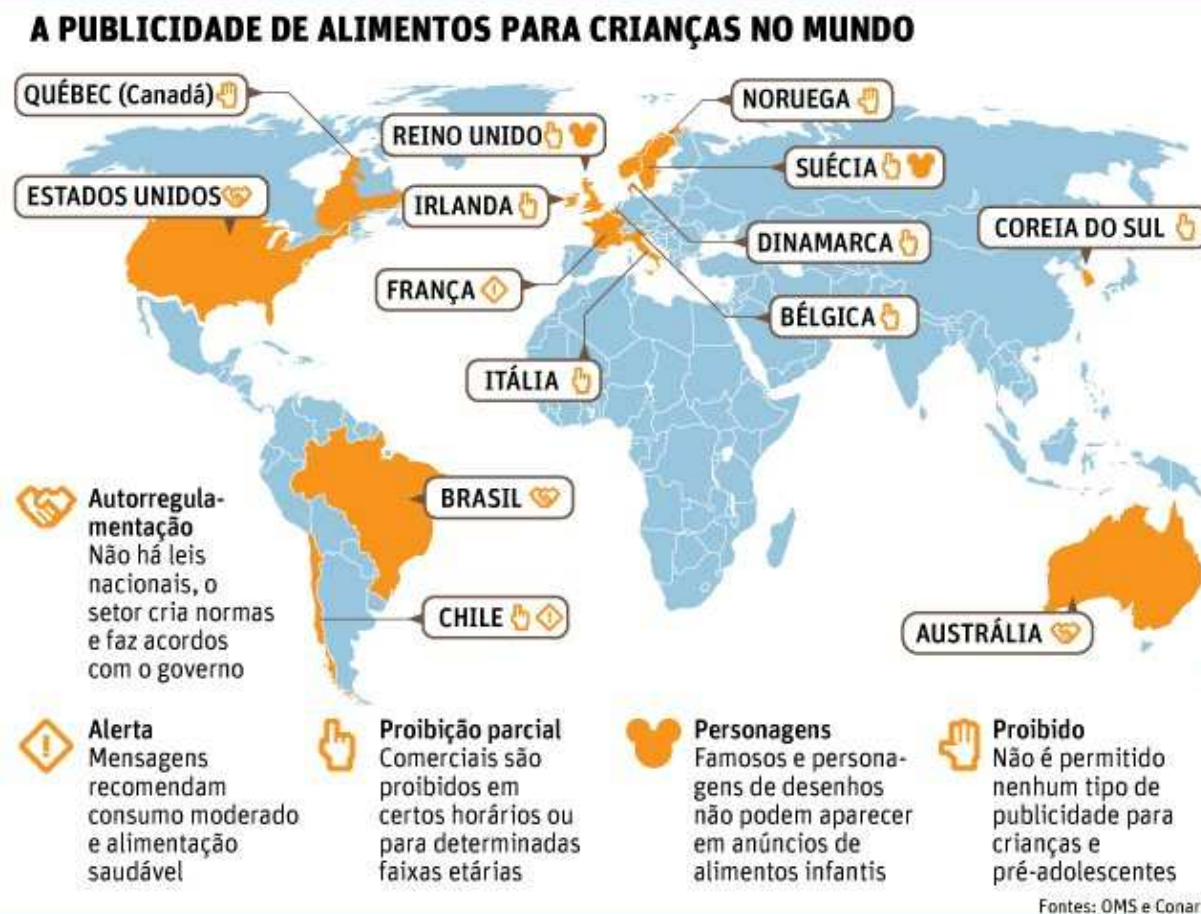 A PUBLICIDADE DE ALIMENTOS PARA CRIANÇAS NO MUNDO
QUÉBEC (Canadá)
NORUEGA
REINO UNIDO
SUÉCIA
ESTADOS UNIDOS
IRLANDA
DINAMARCA
COREIA DO SUL
FRANÇA
BÉLGICA
ITÁLIA
BRASIL
CHILE
AUSTRÁLIA
Autorregula-
mentação
Não há leis
nacionais, o
setor cria normas
e faz acordos
com o governo
Alerta
Mensagens
recomendam
consumo moderado
e alimentação
saudável
Proibição parcial
Comerciais são
proibidos em
certos horários ou
para determinadas
faixas etárias
Personagens
Famosos e persona-
gens de desenhos
não podem aparecer
em anúncios de
alimentos infantis
Proibido
Não é permitido
nenhum tipo de
publicidade para
crianças e
pré-adolescentes
Fontes: OMS e Conar